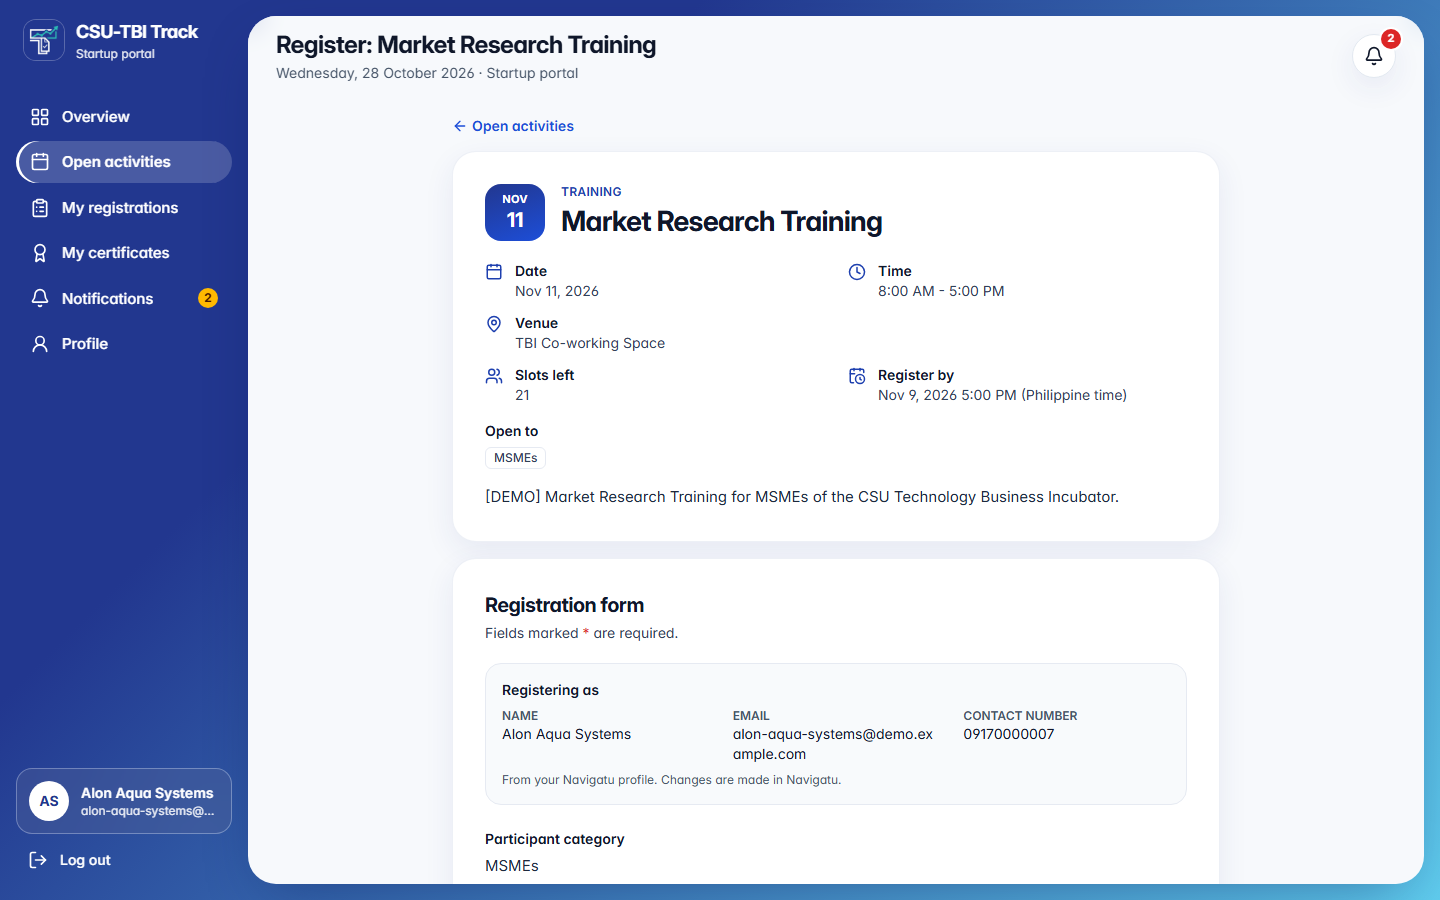 CSU-TBI Track
Startup portal
Overview
Open activities
My registrations
My certificates
Notifications
2
Profile
AS
Alon Aqua Systems
alon-aqua-systems@...
Log out
Register: Market Research Training
Wednesday, 28 October 2026 · Startup portal
2
← Open activities
NOV
11
TRAINING
Market Research Training
Date
Nov 11, 2026
Time
8:00 AM - 5:00 PM
Venue
TBI Co-working Space
Slots left
21
Register by
Nov 9, 2026 5:00 PM (Philippine time)
Open to
MSMEs
[DEMO] Market Research Training for MSMEs of the CSU Technology Business Incubator.
Registration form
Fields marked * are required.
Registering as
NAME
Alon Aqua Systems
EMAIL
alon-aqua-systems@demo.ex
ample.com
CONTACT NUMBER
09170000007
From your Navigatu profile. Changes are made in Navigatu.
Participant category
MSMEs